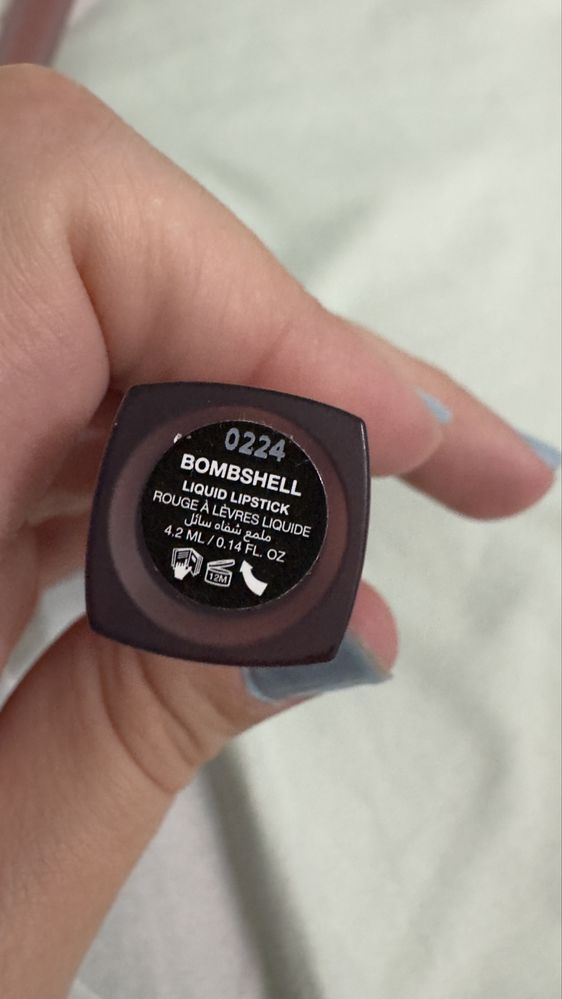 0224
BOMBSHELL
LIQUID LIPSTICK
ROUGE À LÈVRES LIQUIDE
ملمع شفاه سائل
4.2 ML / 0.14 FL. OZ
12M